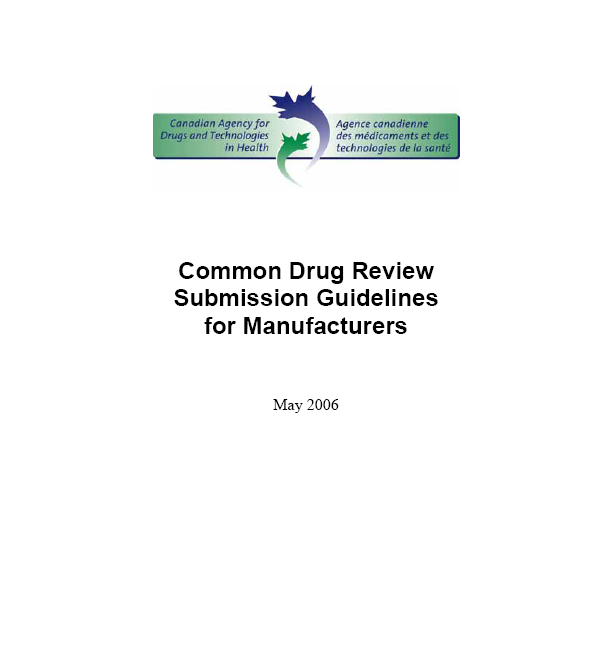 Canadian Agency for
Drugs and Technologies
in Health
Agence canadienne
des médicaments et des
technologies de la santé
Common Drug Review
Submission Guidelines
for Manufacturers
May 2006